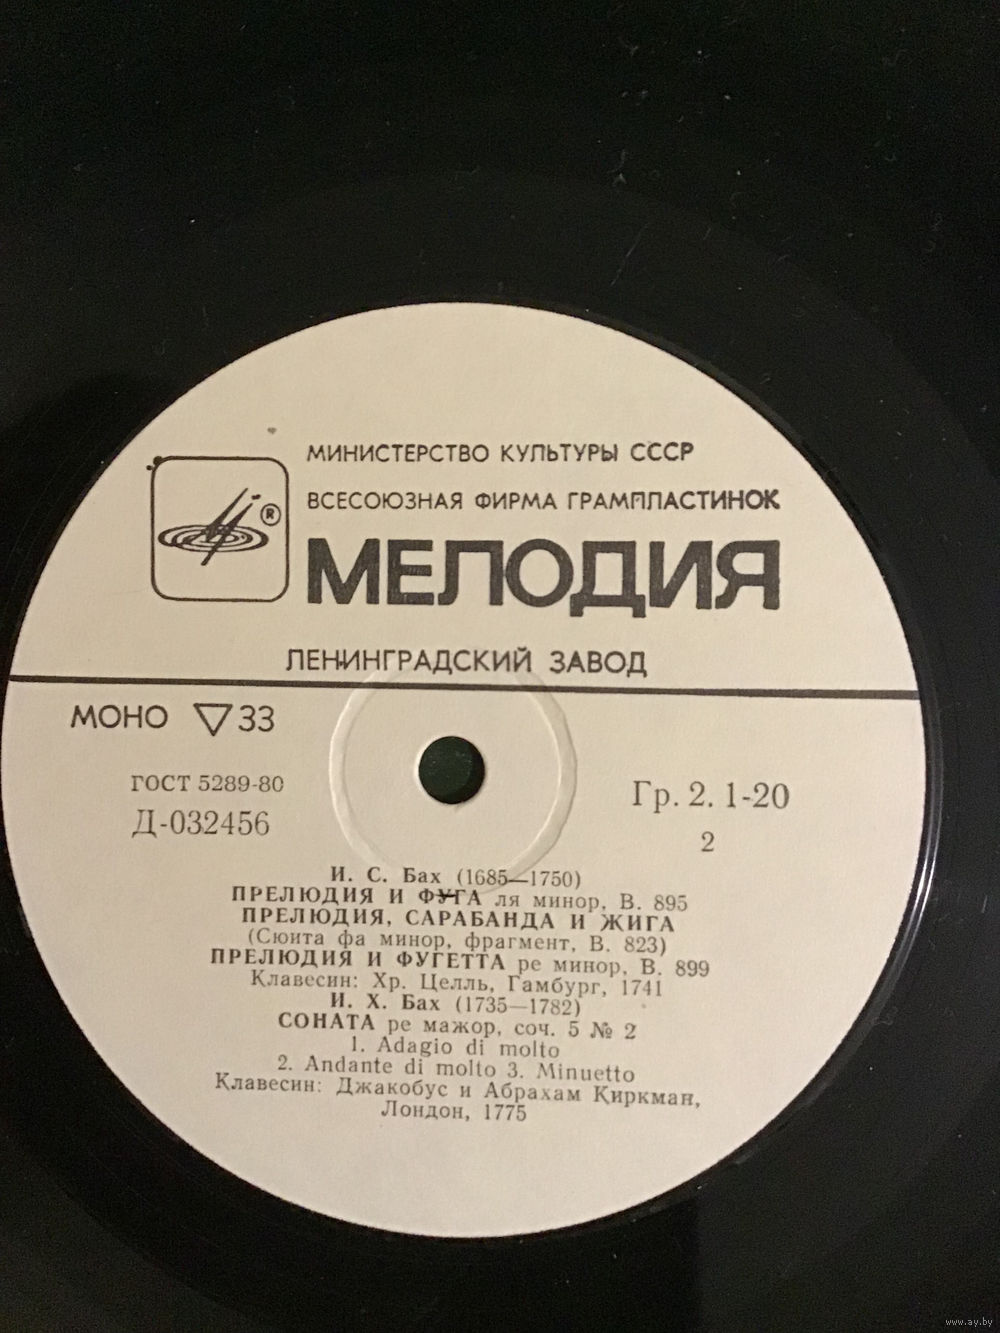 МИНИСТЕРСТВО КУЛЬТУРЫ СССР
ВСЕСОЮЗНАЯ ФИРМА ГРАМПЛАСТИНОК
®
МЕЛОДИЯ
ЛЕНИНГРАДСКИЙ ЗАВОД
МОНО ▽ 33
ГОСТ 5289-80
Гр. 2. 1-20
Д-032456
2
И. С. Бах (1685—1750)
ПРЕЛЮДИЯ И ФУГА ля минор, В. 895
ПРЕЛЮДИЯ, САРАБАНДА И ЖИГА
(Сюита фа минор, фрагмент, В. 823)
ПРЕЛЮДИЯ И ФУГЕТТА ре минор, В. 899
Клавесин: Хр. Целль, Гамбург, 1741
И. Х. Бах (1735—1782)
СОНАТА ре мажор, соч. 5 № 2
1. Adagio di molto
2. Andante di molto 3. Minuetto
Клавесин: Джакобус и Абрахам Киркман,
Лондон, 1775
www.ay.by